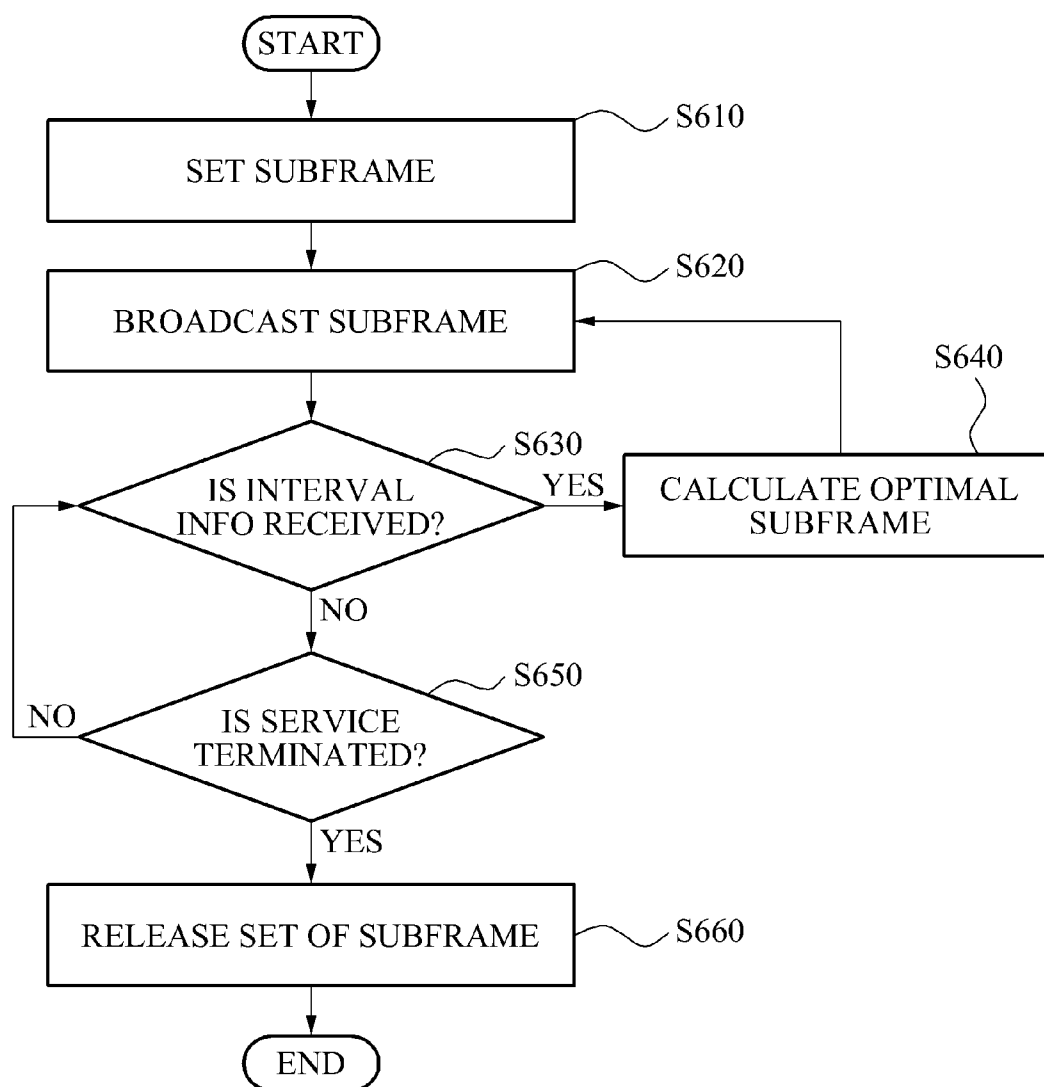 START
S610
SET SUBFRAME
S620
BROADCAST SUBFRAME
S640
S630
IS INTERVAL
INFO RECEIVED?
YES
CALCULATE OPTIMAL
SUBFRAME
NO
S650
NO
IS SERVICE
TERMINATED?
YES
RELEASE SET OF SUBFRAME
S660
END